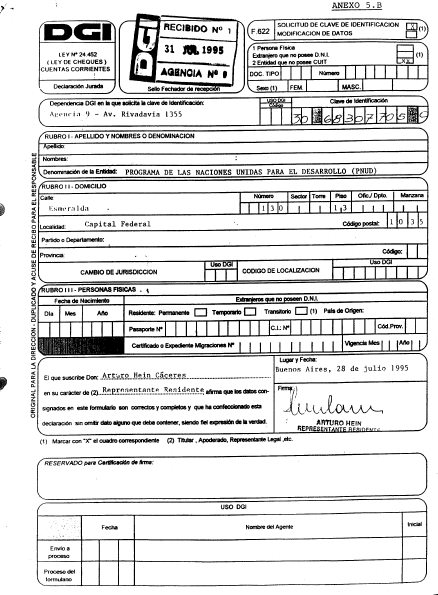 ANEXO 5.B
DGI
LEY Nº 24.452
( LEY DE CHEQUES )
CUENTAS CORRIENTES
Declaración Jurada
DGI
RECIBIDO Nº 1
31 JUL 1995
AGENCIA Nº 9
Sello Fechador de recepción
F.622
SOLICITUD DE CLAVE DE IDENTIFICACION X (1)
MODIFICACION DE DATOS
1 Persona Física
Extranjero que no posee D.N.I.
2 Entidad que no posee CUIT XX
DOC. TIPO Número
Sexo (1) FEM. MASC.
Dependencia DGI en la que solicita la clave de Identificación:
Agencia 9 - Av. Rivadavia 1355
USO DGI
Código
Clave de Identificación
30 68307705 9 (1)
RUBRO I - APELLIDO Y NOMBRES O DENOMINACION
Apellido:
Nombres:
Denominación de la Entidad: PROGRAMA DE LAS NACIONES UNIDAS PARA EL DESARROLLO (PNUD)
RUBRO II - DOMICILIO
Calle Número Sector Torre Piso Ofic./ Dpto. Manzana
Esmeralda 130 13
Localidad: Capital Federal Código postal: 1035
Partido o Departamento:
Provincia: Código:
CAMBIO DE JURISDICCION Uso DGI CODIGO DE LOCALIZACION Uso DGI
RUBRO III - PERSONAS FISICAS
Fecha de Nacimiento Extranjeros que no poseen D.N.I.
Día Mes Año Residente: Permanente Temporario Transitorio (1) País de Origen:
Pasaporte Nº C.I.: Nº Cód.Prov.
Certificado o Expediente Migraciones Nº Vigencia Mes Año
El que suscribe Don: Arturo Hein Cáceres
en su carácter de (2) Representante Residente afirma que los datos con-
signados en este formulario son correctos y completos y que ha confeccionado esta
declaración sin omitir dato alguno que deba contener, siendo fiel expresión de la verdad.
Lugar y Fecha:
Buenos Aires, 28 de julio 1995
Firma:
ARTURO HEIN
REPRESENTANTE RESIDENTE
(1) Marcar con "X" el cuadro correspondiente (2) Titular , Apoderado, Representante Legal ,etc.
RESERVADO para Certificación de firma:
USO DGI
Fecha Nombre del Agente Inicial
Envío a
proceso
Proceso del
formulario
ORIGINAL PARA LA DIRECCION - DUPLICADO Y ACUSE DE RECIBO PARA EL RESPONSABLE